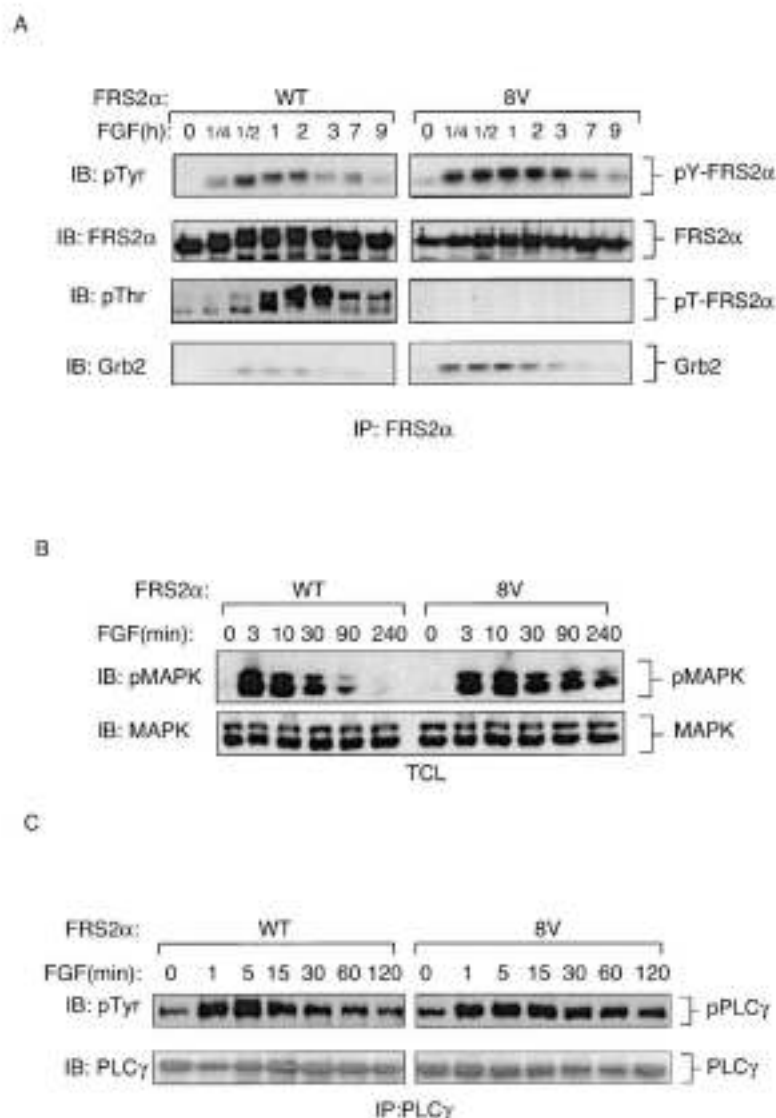 A
FRS2α: WT 8V
FGF(h): 0 1/4 1/2 1 2 3 7 9 0 1/4 1/2 1 2 3 7 9
IB: pTyr pY-FRS2α
IB: FRS2α FRS2α
IB: pThr pT-FRS2α
IB: Grb2 Grb2
IP: FRS2α
B
FRS2α: WT 8V
FGF(min): 0 3 10 30 90 240 0 3 10 30 90 240
IB: pMAPK pMAPK
IB: MAPK MAPK
TCL
C
FRS2α: WT 8V
FGF(min): 0 1 5 15 30 60 120 0 1 5 15 30 60 120
IB: pTyr pPLCγ
IB: PLCγ PLCγ
IP:PLCγ